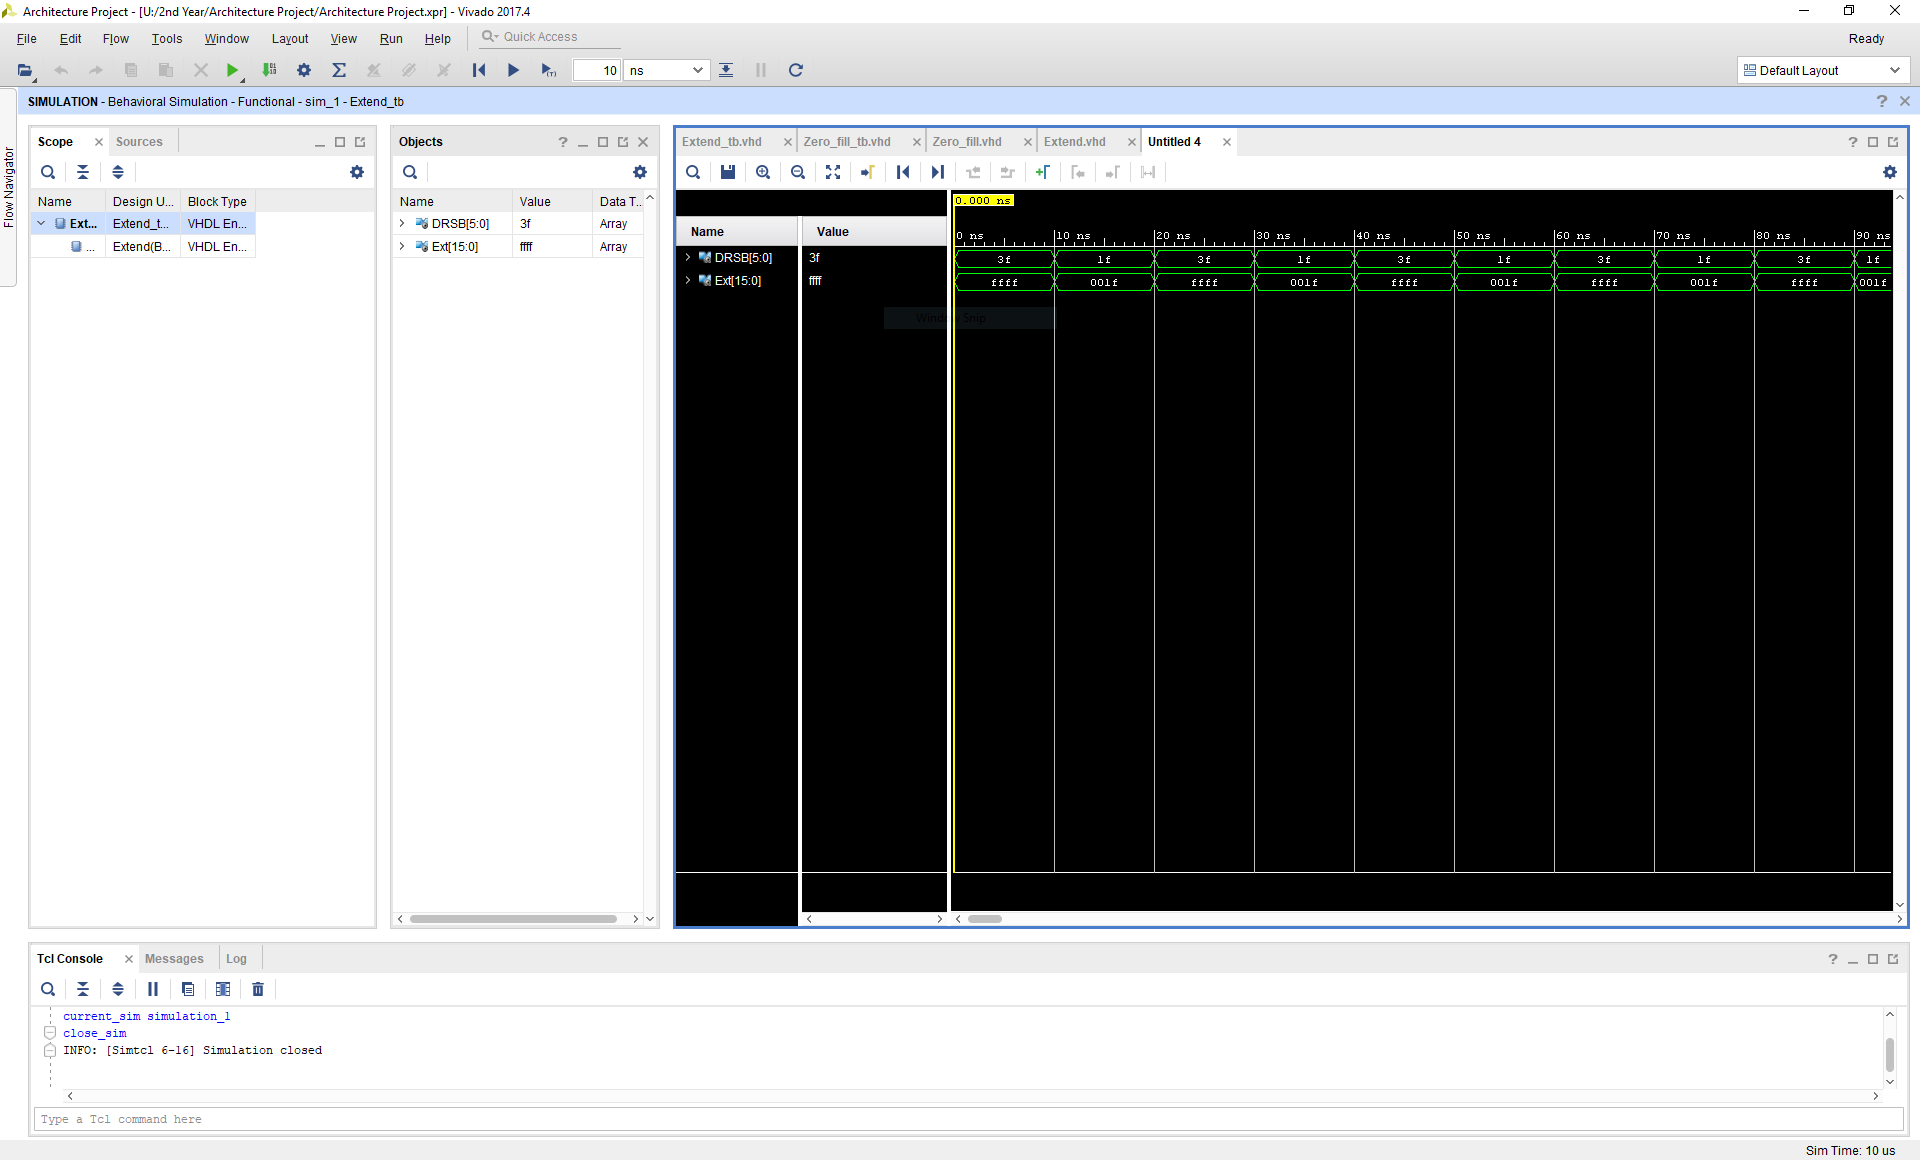 Architecture Project - [U:/2nd Year/Architecture Project/Architecture Project.xpr] - Vivado 2017.4
File Edit Flow Tools Window Layout View Run Help Quick Access Ready
10 ns Default Layout
SIMULATION - Behavioral Simulation - Functional - sim_1 - Extend_tb
Flow Navigator
Scope Sources
Name Design U... Block Type
Ext... Extend_t... VHDL En...
... Extend(B... VHDL En...
Objects
Name Value Data T...
DRSB[5:0] 3f Array
Ext[15:0] ffff Array
Extend_tb.vhd Zero_fill_tb.vhd Zero_fill.vhd Extend.vhd Untitled 4
0.000 ns
Name Value
0 ns 10 ns 20 ns 30 ns 40 ns 50 ns 60 ns 70 ns 80 ns 90 ns
DRSB[5:0] 3f 3f 1f 3f 1f 3f 1f 3f 1f 3f 1f
Ext[15:0] ffff ffff 001f ffff 001f ffff 001f ffff 001f ffff 001f
Window Snip
Tcl Console Messages Log
current_sim simulation_1
close_sim
INFO: [Simtcl 6-16] Simulation closed
Type a Tcl command here
Sim Time: 10 us